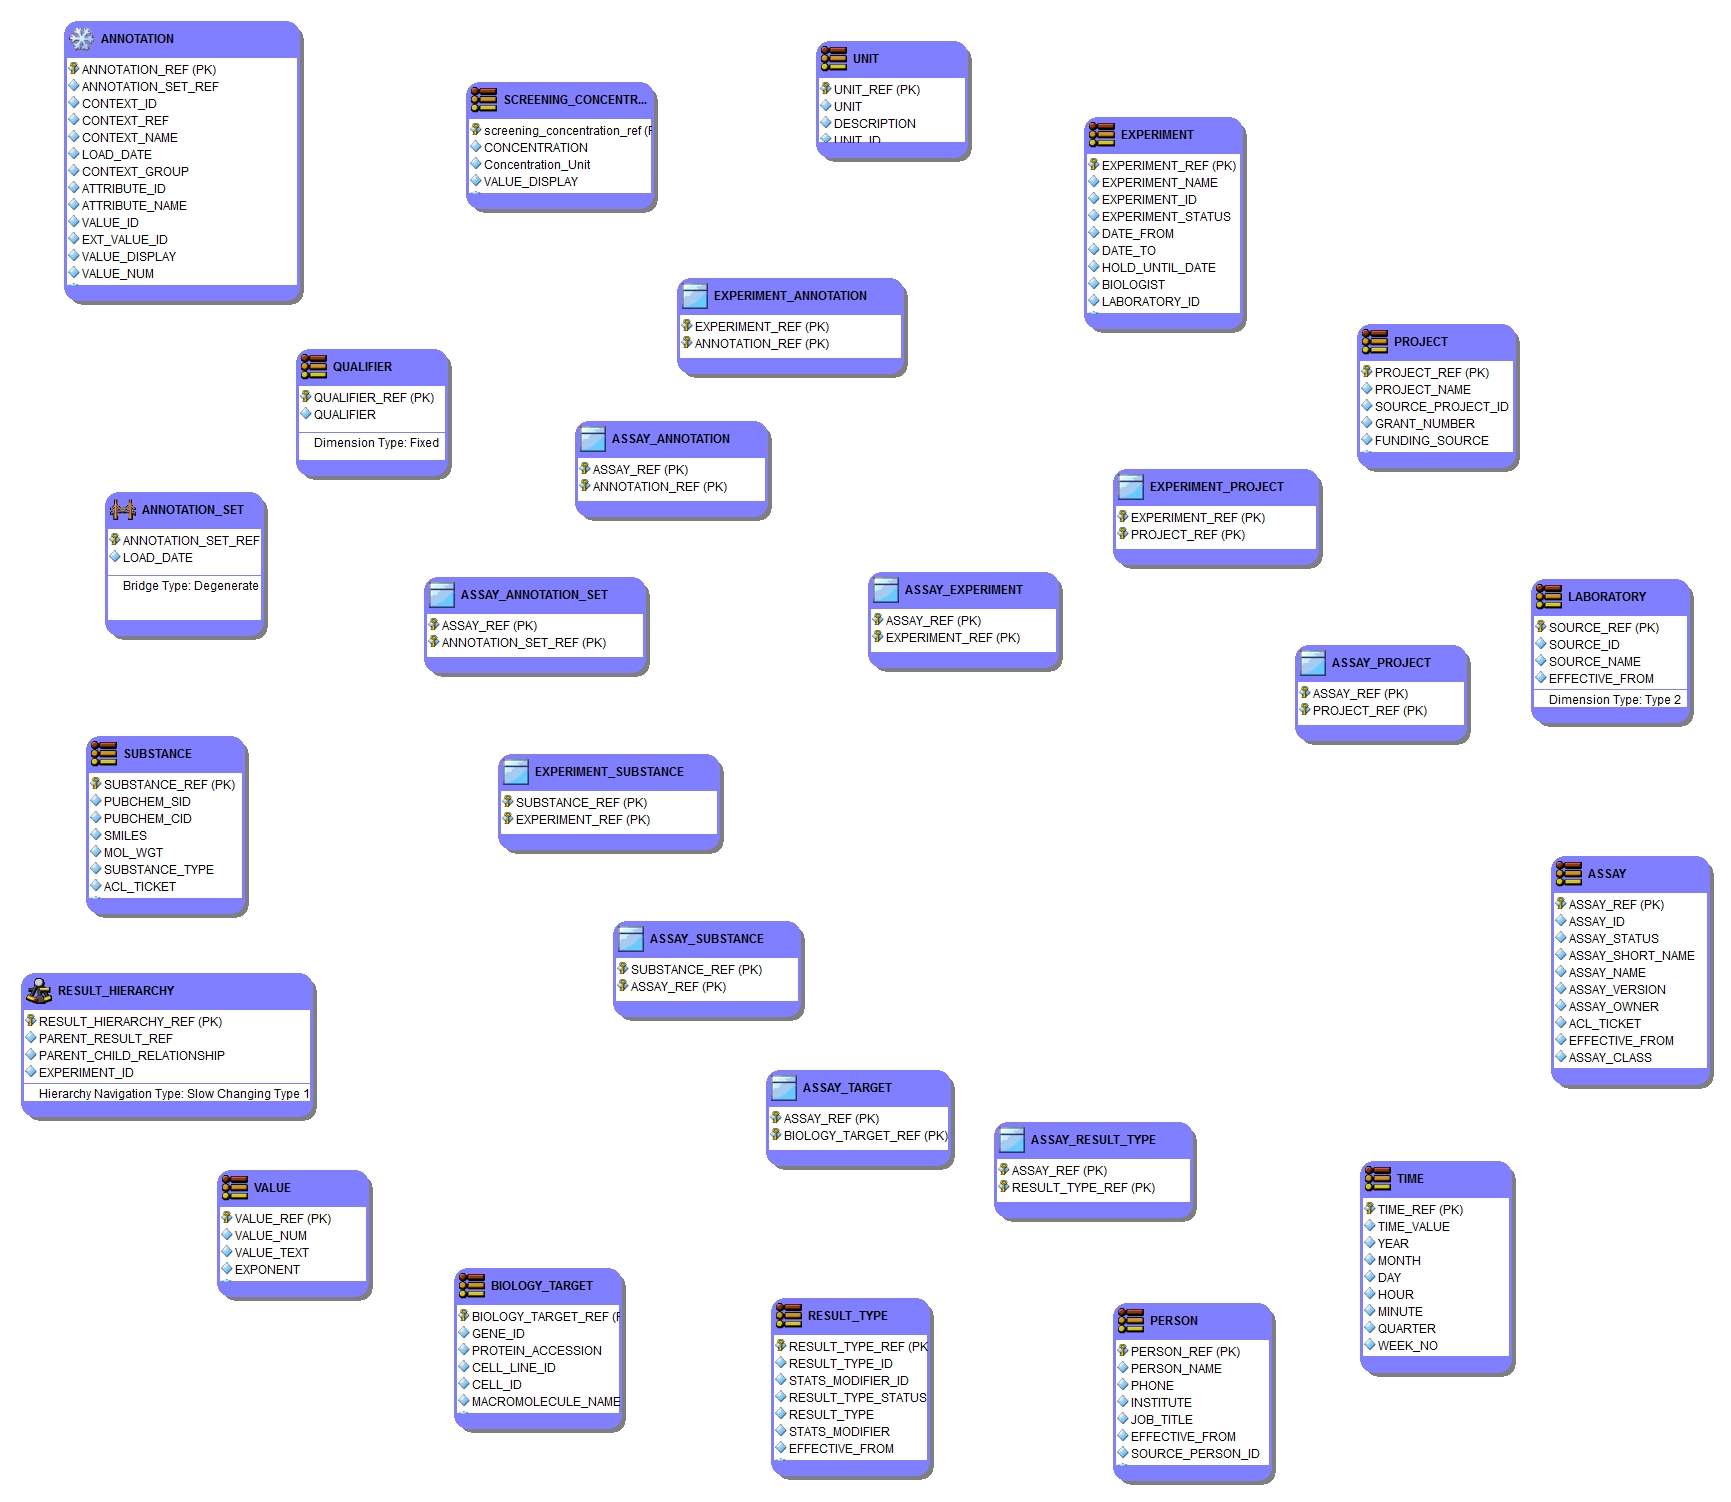 ANNOTATION
ANNOTATION_REF (PK)
ANNOTATION_SET_REF
CONTEXT_ID
CONTEXT_REF
CONTEXT_NAME
LOAD_DATE
CONTEXT_GROUP
ATTRIBUTE_ID
ATTRIBUTE_NAME
VALUE_ID
EXT_VALUE_ID
VALUE_DISPLAY
VALUE_NUM
SCREENING_CONCENTR...
screening_concentration_ref (P
CONCENTRATION
Concentration_Unit
VALUE_DISPLAY
UNIT
UNIT_REF (PK)
UNIT
DESCRIPTION
UNIT_ID
EXPERIMENT
EXPERIMENT_REF (PK)
EXPERIMENT_NAME
EXPERIMENT_ID
EXPERIMENT_STATUS
DATE_FROM
DATE_TO
HOLD_UNTIL_DATE
BIOLOGIST
LABORATORY_ID
EXPERIMENT_ANNOTATION
EXPERIMENT_REF (PK)
ANNOTATION_REF (PK)
PROJECT
PROJECT_REF (PK)
PROJECT_NAME
SOURCE_PROJECT_ID
GRANT_NUMBER
FUNDING_SOURCE
QUALIFIER
QUALIFIER_REF (PK)
QUALIFIER
Dimension Type: Fixed
ASSAY_ANNOTATION
ASSAY_REF (PK)
ANNOTATION_REF (PK)
EXPERIMENT_PROJECT
EXPERIMENT_REF (PK)
PROJECT_REF (PK)
ANNOTATION_SET
ANNOTATION_SET_REF
LOAD_DATE
Bridge Type: Degenerate
ASSAY_ANNOTATION_SET
ASSAY_REF (PK)
ANNOTATION_SET_REF (PK)
ASSAY_EXPERIMENT
ASSAY_REF (PK)
EXPERIMENT_REF (PK)
LABORATORY
SOURCE_REF (PK)
SOURCE_ID
SOURCE_NAME
EFFECTIVE_FROM
Dimension Type: Type 2
ASSAY_PROJECT
ASSAY_REF (PK)
PROJECT_REF (PK)
SUBSTANCE
SUBSTANCE_REF (PK)
PUBCHEM_SID
PUBCHEM_CID
SMILES
MOL_WGT
SUBSTANCE_TYPE
ACL_TICKET
EXPERIMENT_SUBSTANCE
SUBSTANCE_REF (PK)
EXPERIMENT_REF (PK)
ASSAY
ASSAY_REF (PK)
ASSAY_ID
ASSAY_STATUS
ASSAY_SHORT_NAME
ASSAY_NAME
ASSAY_VERSION
ASSAY_OWNER
ACL_TICKET
EFFECTIVE_FROM
ASSAY_CLASS
ASSAY_SUBSTANCE
SUBSTANCE_REF (PK)
ASSAY_REF (PK)
RESULT_HIERARCHY
RESULT_HIERARCHY_REF (PK)
PARENT_RESULT_REF
PARENT_CHILD_RELATIONSHIP
EXPERIMENT_ID
Hierarchy Navigation Type: Slow Changing Type 1
ASSAY_TARGET
ASSAY_REF (PK)
BIOLOGY_TARGET_REF (PK)
ASSAY_RESULT_TYPE
ASSAY_REF (PK)
RESULT_TYPE_REF (PK)
VALUE
VALUE_REF (PK)
VALUE_NUM
VALUE_TEXT
EXPONENT
TIME
TIME_REF (PK)
TIME_VALUE
YEAR
MONTH
DAY
HOUR
MINUTE
QUARTER
WEEK_NO
BIOLOGY_TARGET
BIOLOGY_TARGET_REF (P
GENE_ID
PROTEIN_ACCESSION
CELL_LINE_ID
CELL_ID
MACROMOLECULE_NAME
RESULT_TYPE
RESULT_TYPE_REF (PK
RESULT_TYPE_ID
STATS_MODIFIER_ID
RESULT_TYPE_STATUS
RESULT_TYPE
STATS_MODIFIER
EFFECTIVE_FROM
PERSON
PERSON_REF (PK)
PERSON_NAME
PHONE
INSTITUTE
JOB_TITLE
EFFECTIVE_FROM
SOURCE_PERSON_ID